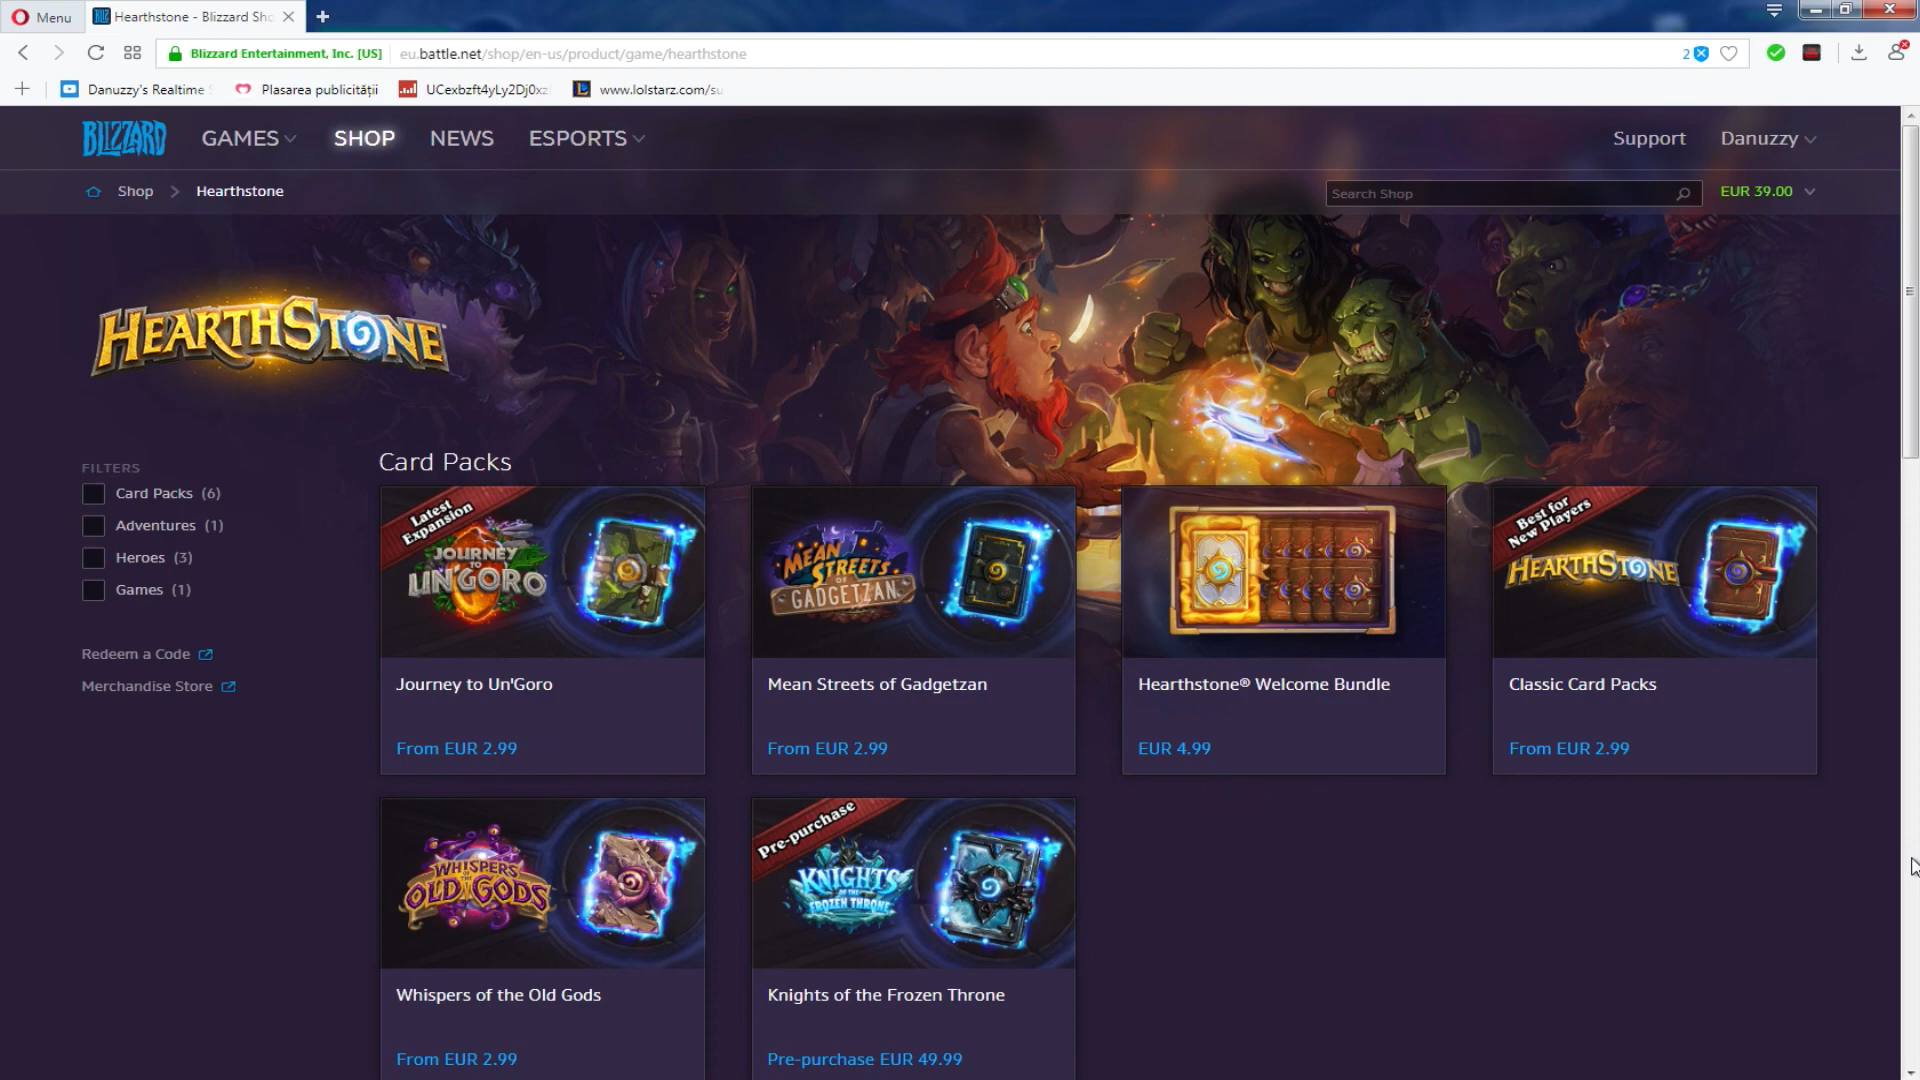 Menu
Hearthstone - Blizzard Sho
Blizzard Entertainment, Inc. [US]
eu.battle.net/shop/en-us/product/game/hearthstone
2
Danuzzy's Realtime
Plasarea publicității
UCexbzft4yLy2Dj0xz
www.lolstarz.com/su
BLIZZARD
GAMES
SHOP
NEWS
ESPORTS
Support
Danuzzy
Shop
Hearthstone
Search Shop
EUR 39.00
HEARTHSTONE
FILTERS
Card Packs (6)
Adventures (1)
Heroes (3)
Games (1)
Redeem a Code
Merchandise Store
Card Packs
Latest
Expansion
JOURNEY
TO
UN'GORO
Journey to Un'Goro
From EUR 2.99
MEAN
STREETS
OF
GADGETZAN
Mean Streets of Gadgetzan
From EUR 2.99
Hearthstone® Welcome Bundle
EUR 4.99
Best for
New Players
HEARTHSTONE
Classic Card Packs
From EUR 2.99
WHISPERS
OF THE
OLD GODS
Whispers of the Old Gods
From EUR 2.99
Pre-purchase
KNIGHTS
OF THE
FROZEN THRONE
Knights of the Frozen Throne
Pre-purchase EUR 49.99